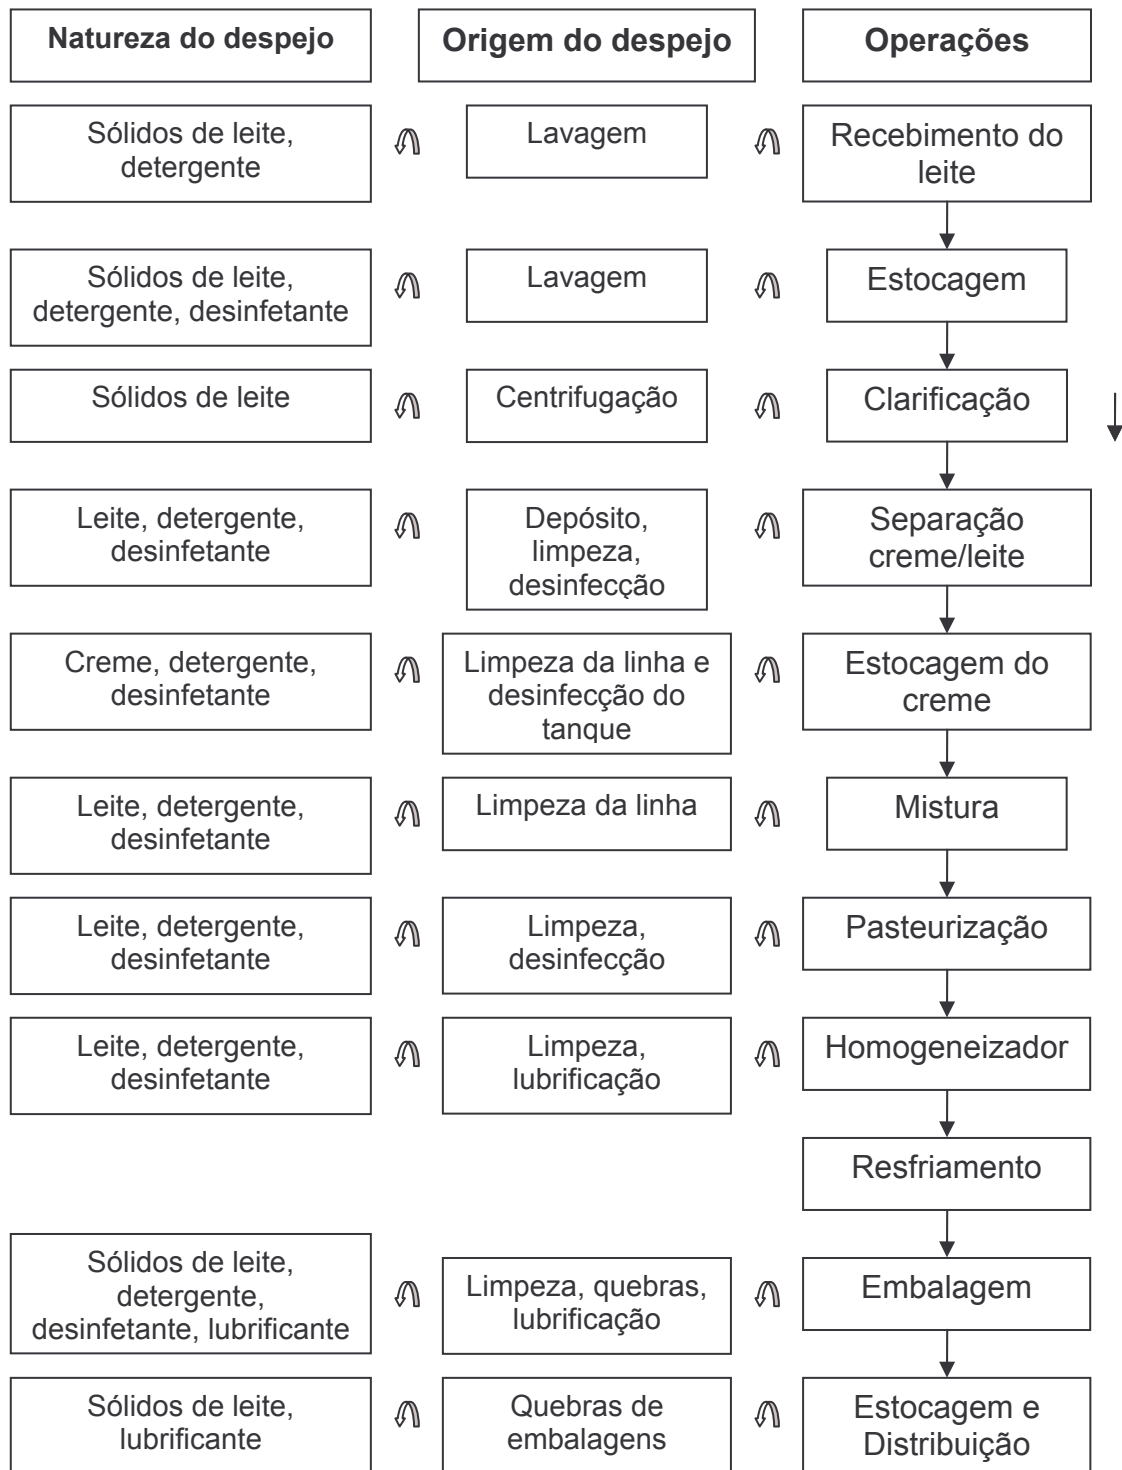 Natureza do despejo
Origem do despejo
Operações
Sólidos de leite,
detergente
Lavagem
Recebimento do
leite
Sólidos de leite,
detergente, desinfetante
Lavagem
Estocagem
Sólidos de leite
Centrifugação
Clarificação
Leite, detergente,
desinfetante
Depósito,
limpeza,
desinfecção
Separação
creme/leite
Creme, detergente,
desinfetante
Limpeza da linha e
desinfecção do
tanque
Estocagem do
creme
Leite, detergente,
desinfetante
Limpeza da linha
Mistura
Leite, detergente,
desinfetante
Limpeza,
desinfecção
Pasteurização
Leite, detergente,
desinfetante
Limpeza,
lubrificação
Homogeneizador
Resfriamento
Sólidos de leite,
detergente,
desinfetante, lubrificante
Limpeza, quebras,
lubrificação
Embalagem
Sólidos de leite,
lubrificante
Quebras de
embalagens
Estocagem e
Distribuição